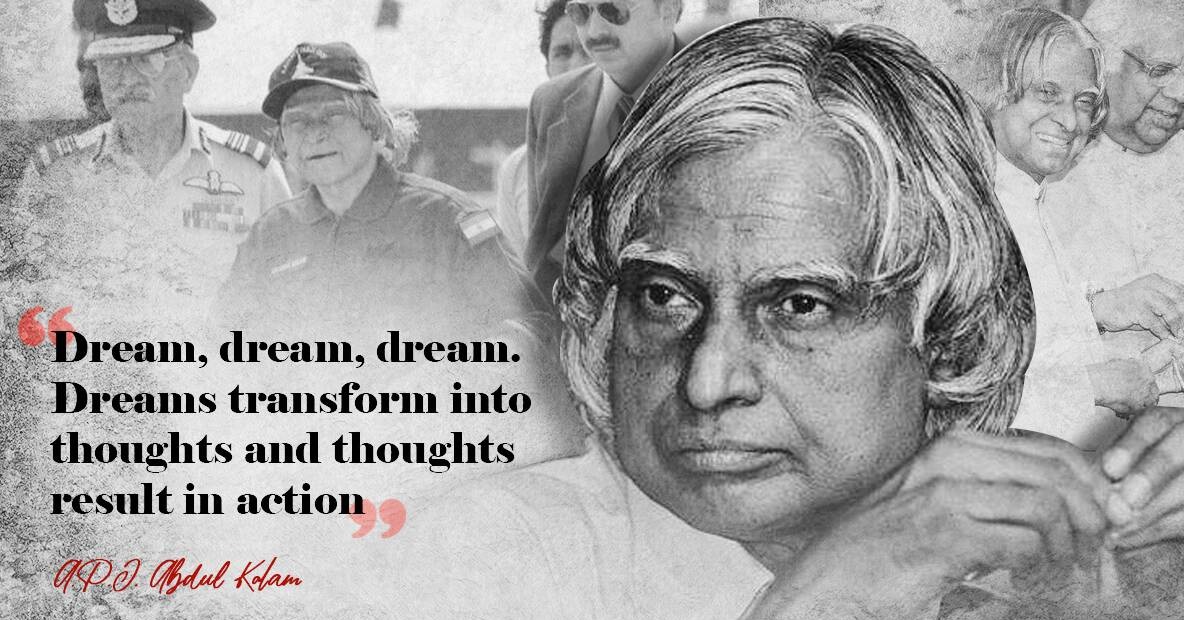 “Dream, dream, dream.
Dreams transform into
thoughts and thoughts
result in action”
A.P.J. Abdul Kalam